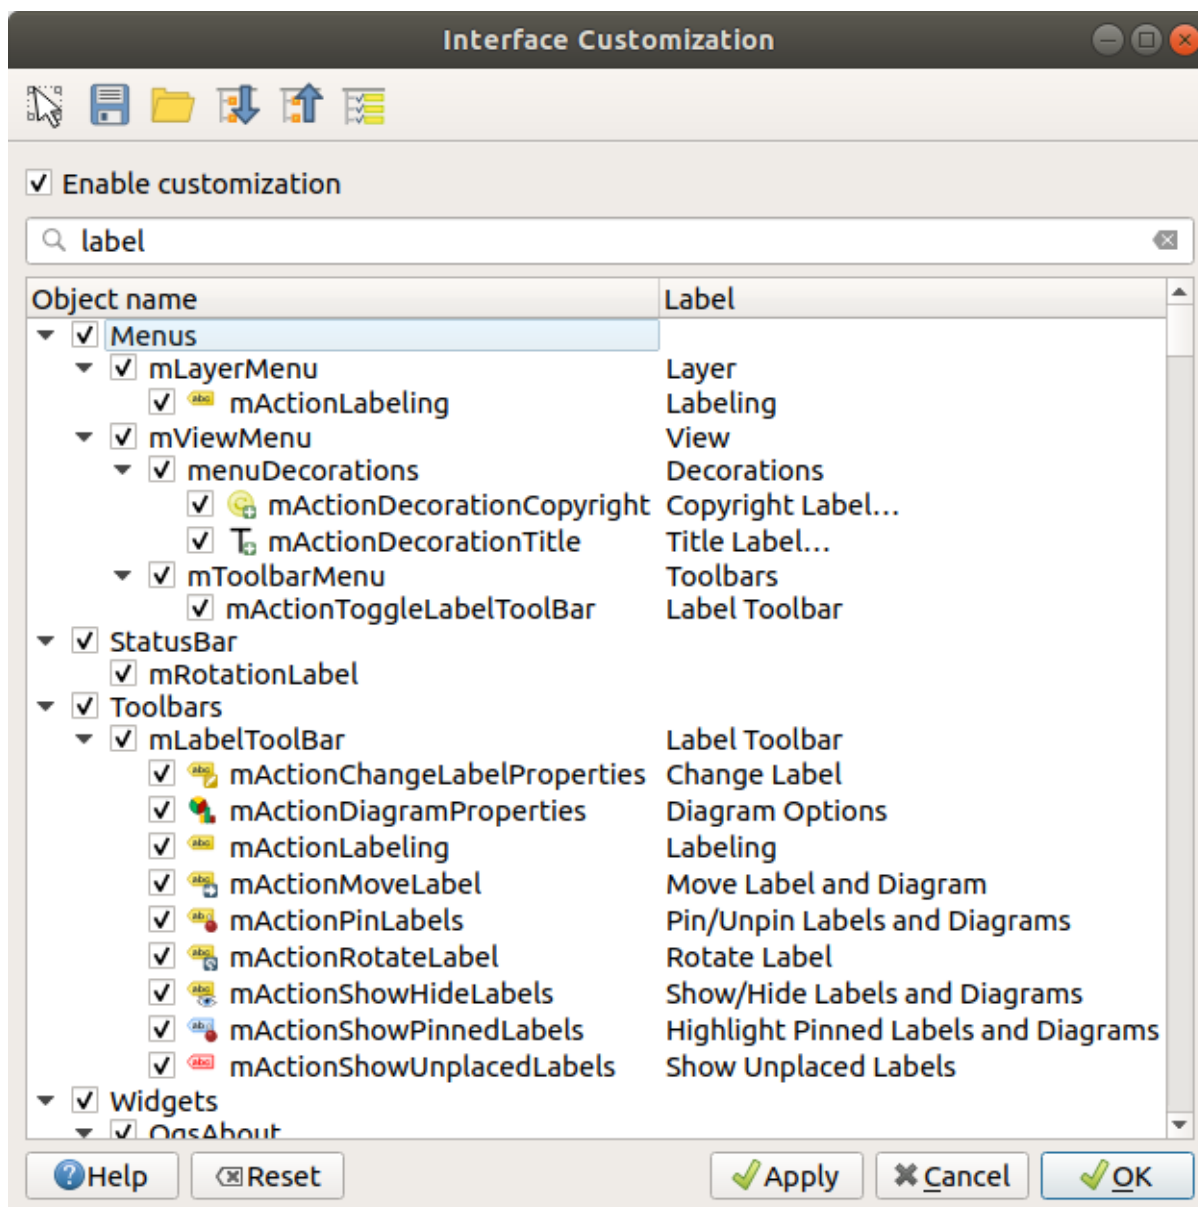 Interface Customization
Enable customization
label
Object name Label
Menus
mLayerMenu Layer
mActionLabeling Labeling
mViewMenu View
menuDecorations Decorations
mActionDecorationCopyright Copyright Label...
mActionDecorationTitle Title Label...
mToolbarMenu Toolbars
mActionToggleLabelToolBar Label Toolbar
StatusBar
mRotationLabel
Toolbars
mLabelToolBar Label Toolbar
mActionChangeLabelProperties Change Label
mActionDiagramProperties Diagram Options
mActionLabeling Labeling
mActionMoveLabel Move Label and Diagram
mActionPinLabels Pin/Unpin Labels and Diagrams
mActionRotateLabel Rotate Label
mActionShowHideLabels Show/Hide Labels and Diagrams
mActionShowPinnedLabels Highlight Pinned Labels and Diagrams
mActionShowUnplacedLabels Show Unplaced Labels
Widgets
QgsAbout
Help Reset Apply Cancel OK